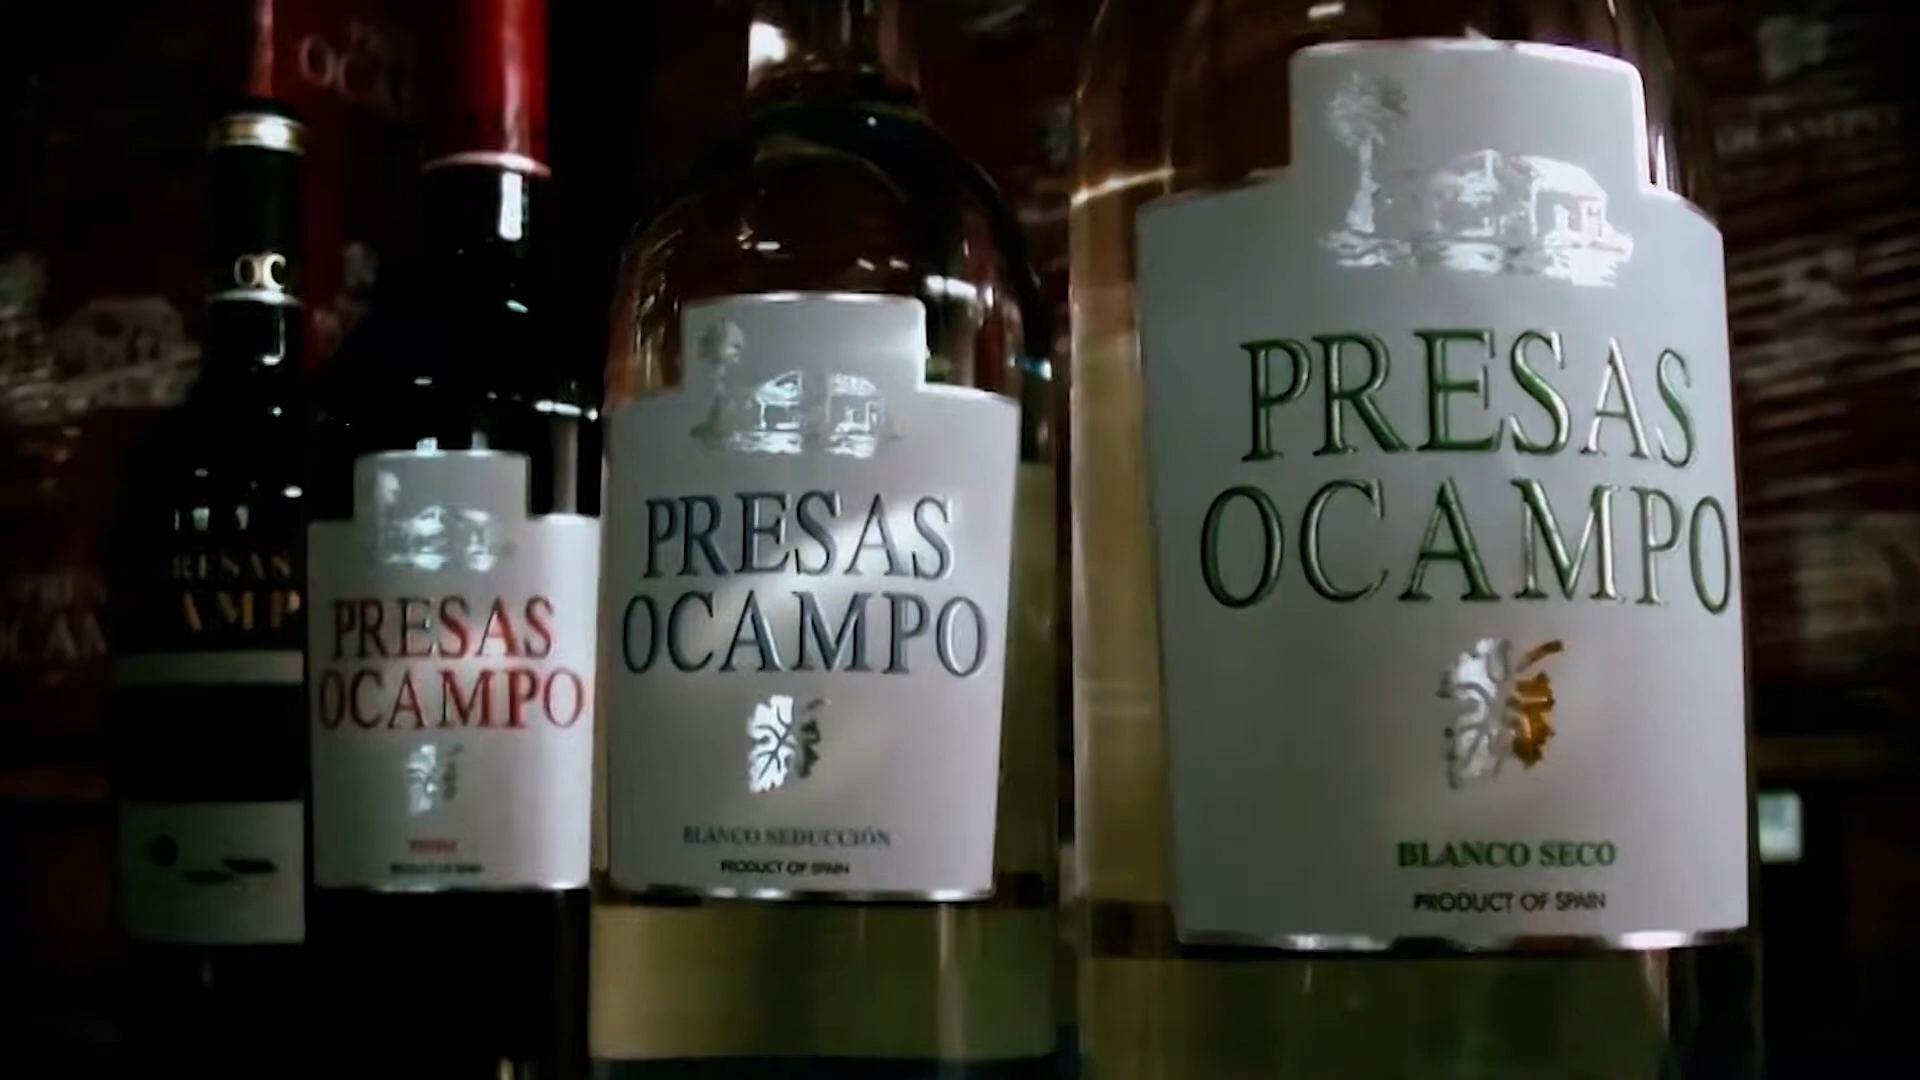 OC
RESAS
AMP
PRESAS
OCAMPO
PRESAS
OCAMPO
BLANCO SEDUCCIÓN
PRODUCT OF SPAIN
PRESAS
OCAMPO
BLANCO SECO
PRODUCT OF SPAIN
OCAMPO